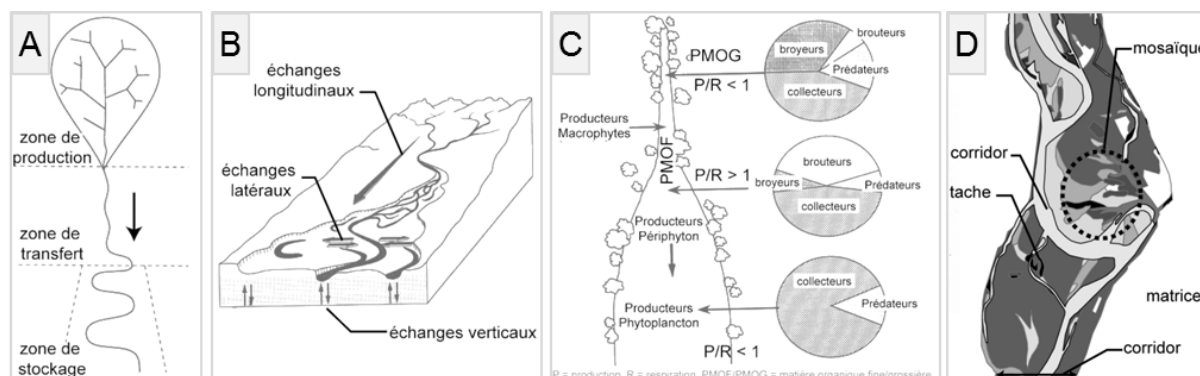 A
zone de
production
zone de
transfert
zone de
stockage
B
échanges
longitudinaux
échanges
latéraux
échanges verticaux
C
PMOG
P/R < 1
broyeurs
brouteurs
Prédateurs
collecteurs
Producteurs
Macrophytes
PMOF
P/R > 1
brouteurs
broyeurs
Prédateurs
collecteurs
Producteurs
Périphyton
collecteurs
Prédateurs
Producteurs
Phytoplancton
P/R < 1
P = production, R = respiration, PMOF/PMOG = matière organique fine/grossière
D
mosaïque
corridor
tache
matrice
corridor